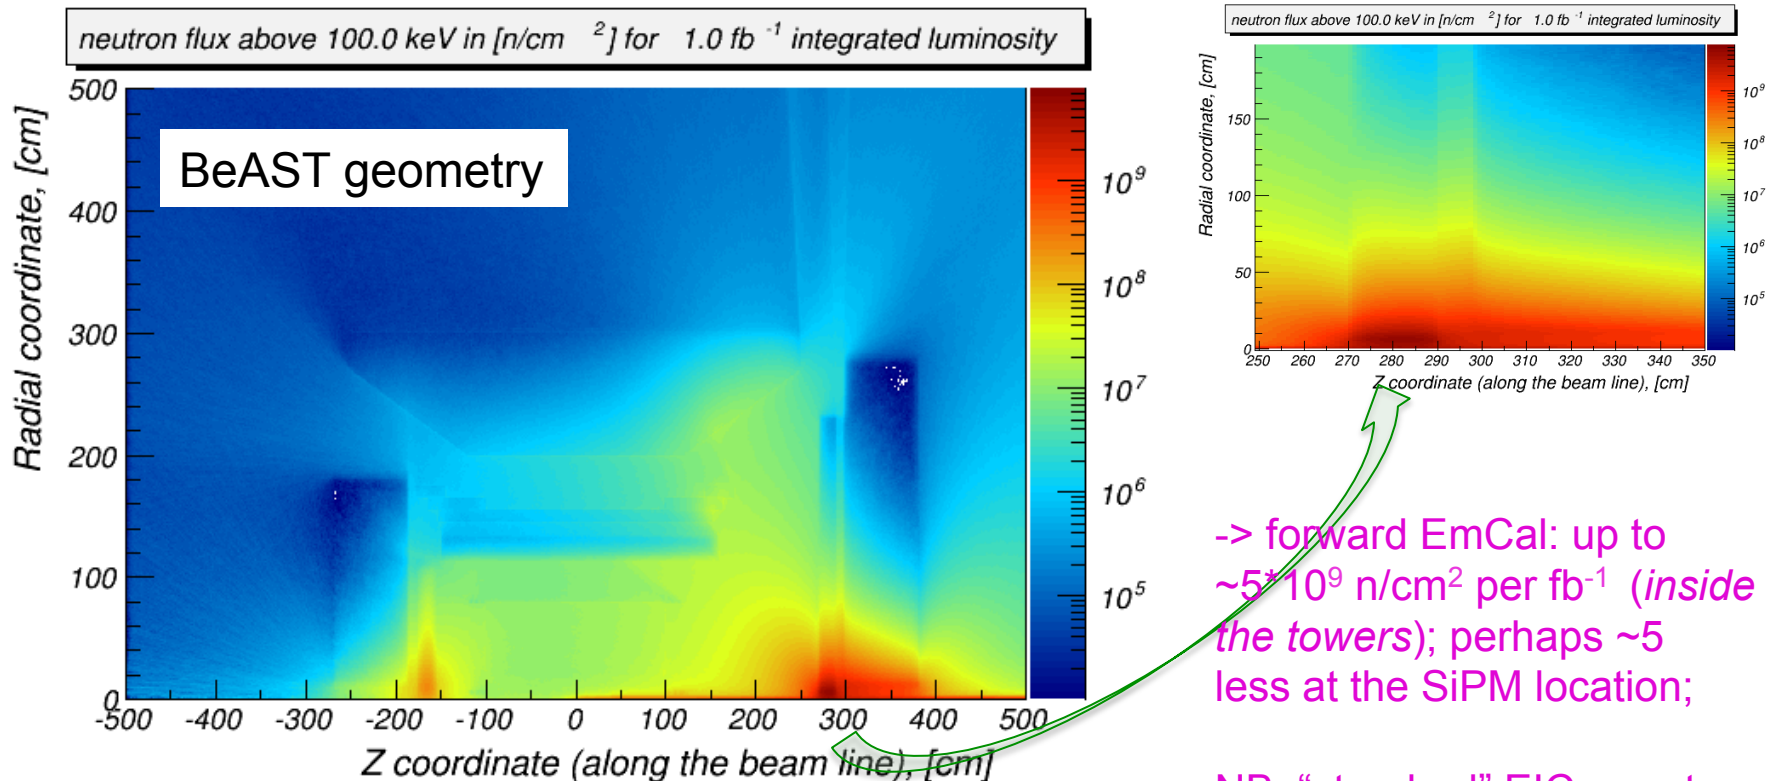 neutron flux above 100.0 keV in [n/cm 2] for 1.0 fb -1 integrated luminosity
BeAST geometry
Radial coordinate, [cm]
500
400
300
200
100
0
-500 -400 -300 -200 -100 0 100 200 300 400 500
Z coordinate (along the beam line), [cm]
10^9
10^8
10^7
10^6
10^5
neutron flux above 100.0 keV in [n/cm 2] for 1.0 fb -1 integrated luminosity
Radial coordinate, [cm]
150
100
50
0
250 260 270 280 290 300 310 320 330 340 350
Z coordinate (along the beam line), [cm]
10^9
10^8
10^7
10^6
10^5
-> forward EmCal: up to
~5*10^9 n/cm^2 per fb^-1 (inside
the towers); perhaps ~5
less at the SiPM location;